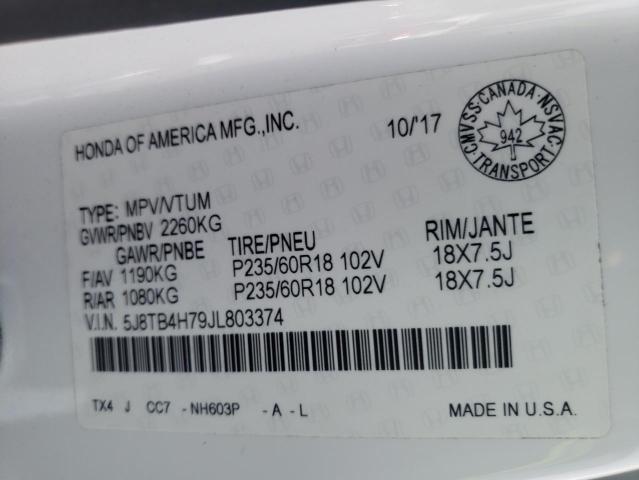 HONDA OF AMERICA MFG.,INC. 10/'17
CMVSS·CANADA·NSVAC
942
TRANSPORT
TYPE: MPV/VTUM
GVWR/PNBV 2260KG
GAWR/PNBE TIRE/PNEU RIM/JANTE
F/AV 1190KG P235/60R18 102V 18X7.5J
R/AR 1080KG P235/60R18 102V 18X7.5J
V.I.N. 5J8TB4H79JL803374
TX4 J CC7 - NH603P - A - L MADE IN U.S.A.